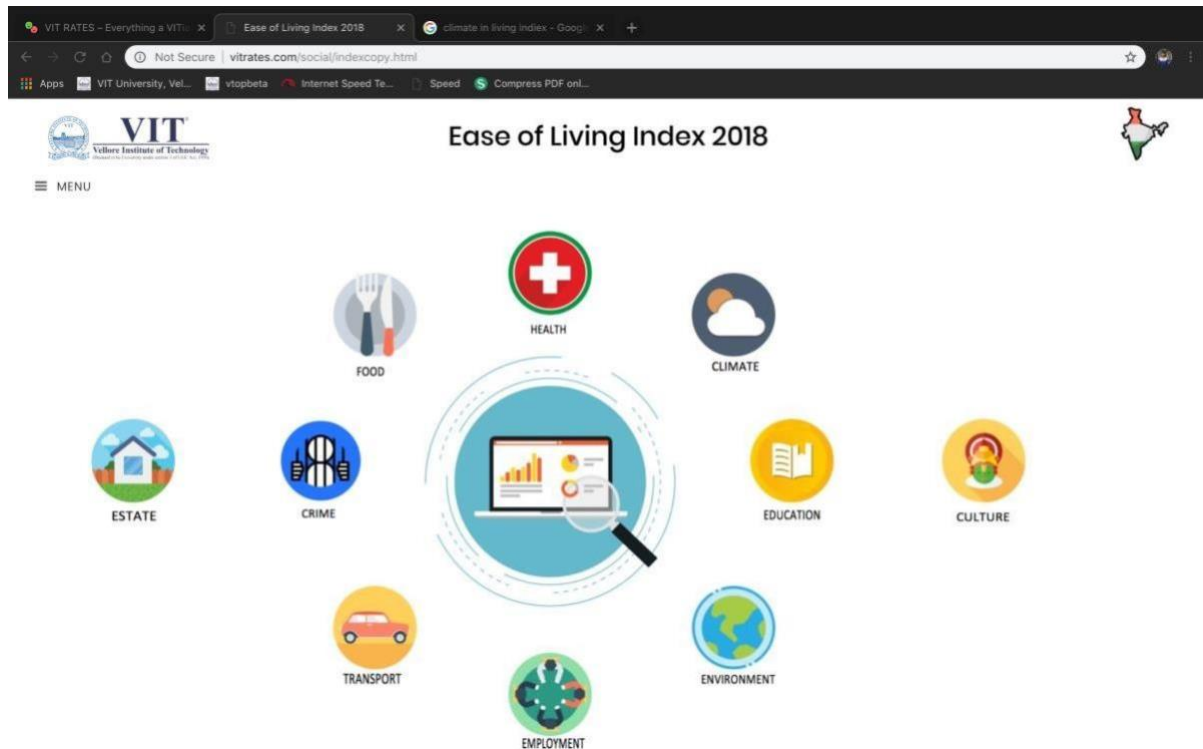 VIT RATES – Everything a VITi
Ease of Living Index 2018
climate in living indiex - Googl
Not Secure | vitrates.com/social/indexcopy.html
Apps VIT University, Vel... vtopbeta Internet Speed Te... Speed Compress PDF onl...
VIT
Vellore Institute of Technology
Ease of Living Index 2018
MENU
HEALTH
FOOD
CLIMATE
ESTATE
CRIME
EDUCATION
CULTURE
TRANSPORT
ENVIRONMENT
EMPLOYMENT